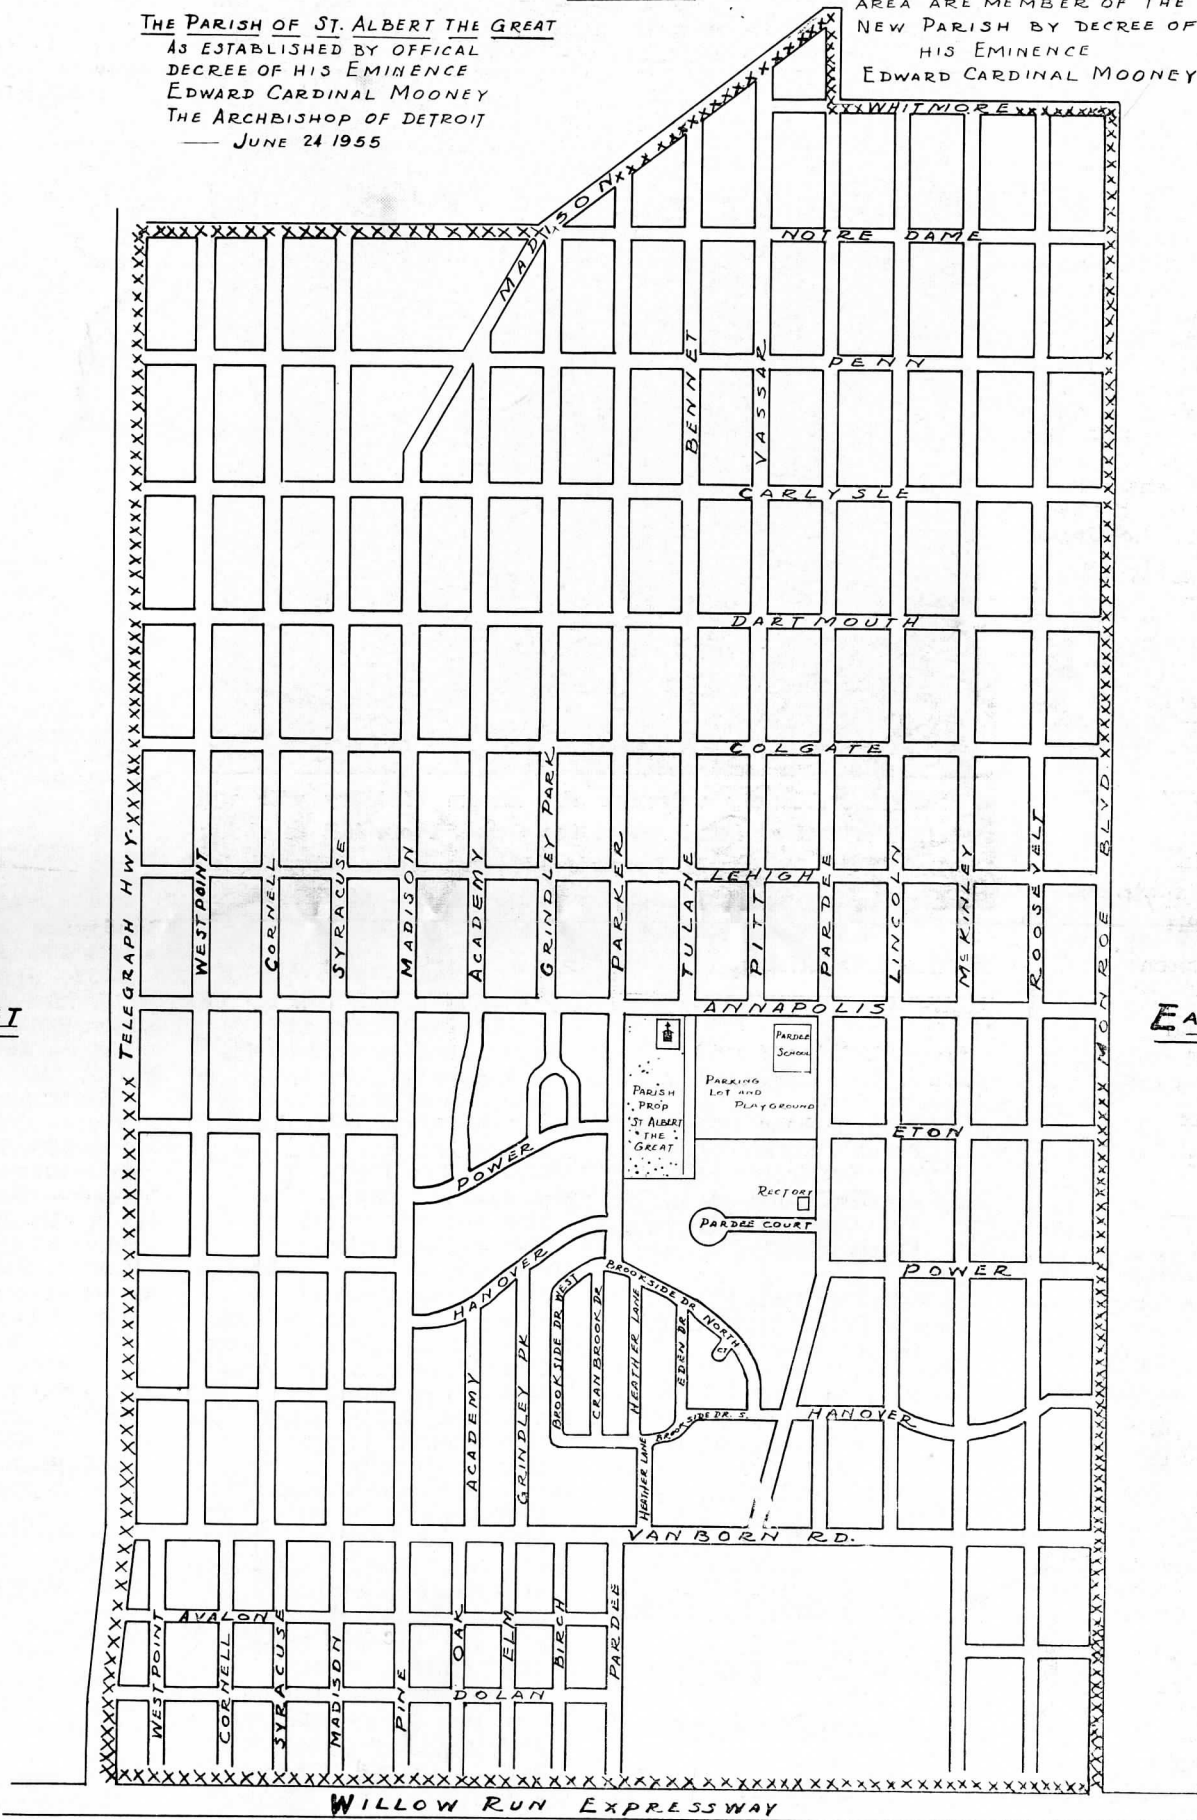 THE PARISH OF ST. ALBERT THE GREAT
AS ESTABLISHED BY OFFICAL
DECREE OF HIS EMINENCE
EDWARD CARDINAL MOONEY
THE ARCHBISHOP OF DETROIT
— JUNE 24 1955
AREA ARE MEMBER OF THE
NEW PARISH BY DECREE OF
HIS EMINENCE
EDWARD CARDINAL MOONEY
WHITMORE
MADISON
NOTRE DAME
BENNET
VASSAR
PENN
CARLYSLE
DARTMOUTH
COLGATE
LEHIGH
TELEGRAPH HWY.
WESTPOINT
CORNELL
SYRACUSE
MADISON
ACADEMY
GRINDLEY PARK
PARKER
TULANE
PITT
PARDEE
LINCOLN
McKINLEY
ROOSEVELT
MONROE BLVD.
ANNAPOLIS
PARDEE
SCHOOL
PARKING
LOT AND
PLAYGROUND
PARISH
PROP
ST ALBERT
THE
GREAT
ETON
POWER
RECTORY
PARDEE COURT
POWER
HANOVER
BROOKSIDE DR WEST
BROOKSIDE DR NORTH
CRANBROOK DR
HEATHER LANE
EDEN DR
CT
ACADEMY
GRINDLEY PK
BROOKSIDE DR. S.
HANOVER
HEATHER LANE
VAN BORN RD.
AVALON
WESTPOINT
CORNELL
SYRACUSE
MADISON
PINE
OAK
ELM
BIRCH
PARDEE
DOLAN
WILLOW RUN EXPRESSWAY